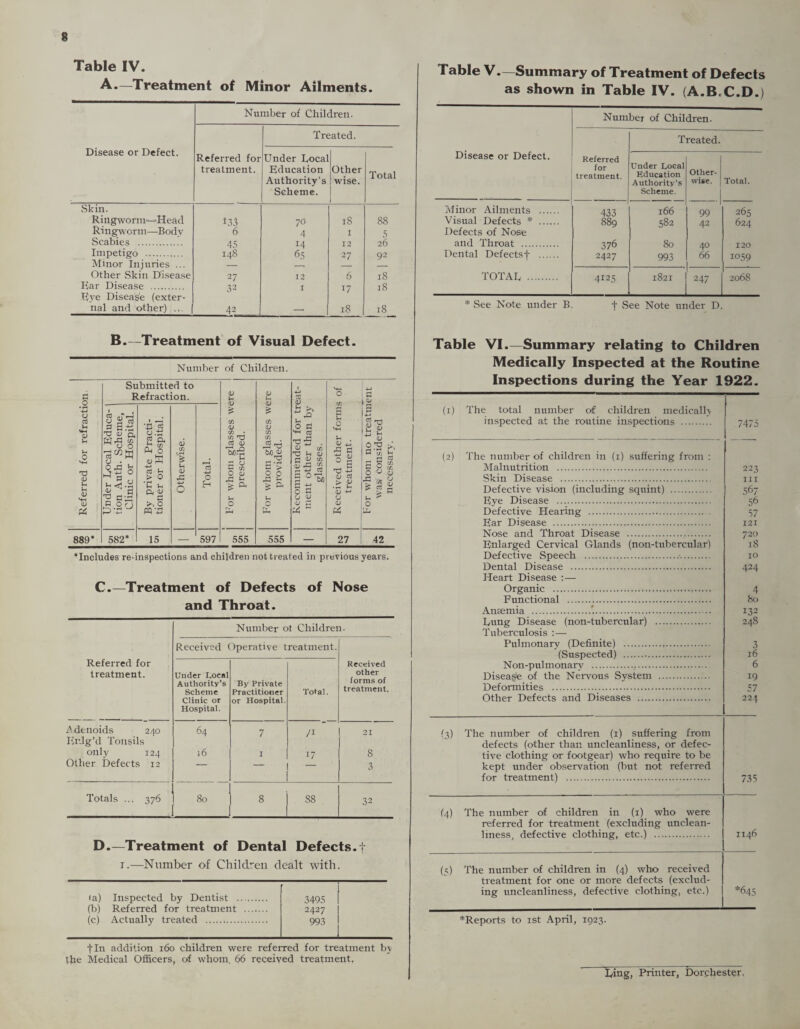 8
Table IV.
A.—Treatment of Minor Ailments.
Disease or Defect.
Number of Children.
Referred for treatment.
Treated.
Under Local Education Authority's Scheme.
Other wise.
Total
Skin.
Ringworm—Head 133 70 18 88
Ringworm—Body 6 4 1 5
Scabies ............. 45 14 12 26
Impetigo ........... 148 65 27 92
Minor Injuries ... — — — —
Other Skin Disease 27 12 6 18
Ear Disease .......... 32 1 17 18
Eye Disease (exter-
nal and other) ... 42 — 18 18
B.—Treatment of Visual Defect.
Number of Children.
Referred for refraction.
Submitted to Refraction.
Under Local Educa-tion Auth. Scheme, Clinic or Hospital.
By private Practi-tioner or Hospital.
Otherwise.
Total.
For whom glasses were prescribed.
For whom glasses were provided.
Recommended for treat-ment other than by glasses.
Received other forms of treatment.
For whom no treatment was considered necessary.
889* 582* 15 — 597 555 555 — 27 42
*Includes re-inspections and children not treated in previous years.
C.—Treatment of Defects of Nose
and Throat.
Referred for treatment.
Number of Children.
Received Operative treatment.
Under Local Authority's Scheme Clinic or Hospital.
By Private Practitioner or Hospital.
Total.
Received other forms of treatment.
Adenoids 240 64 7 71 21
Enlg'd Tonsils
only 124 16 1 17 8
Other Defects 12 — — — 3
Totals ... 376 80 8 88 32
D.—Treatment of Dental Defects.†
1.—Number of Children dealt with.
(a) Inspected by Dentist ......... 3495
(b) Referred for treatment ....... 2427
(c) Actually treated .................. 993
†In addition 160 children were referred for treatment by
the Medical Officers, of whom, 66 received treatment.
Table V.—Summary of Treatment of Defects
as shown in Table IV. (A.B.C.D.)
Disease or Defect.
Number of Children.
Referred for treatment.
Treated.
Under Local Education Authority's Scheme.
Other-wise.
Total.
Minor Ailments ...... 433 166 99 265
Visual Defects * ...... 889 582 42 624
Defects of Nose
and Throat ........... 376 80 40 120
Dental Defects† ...... 2427 993 66 1059
TOTAL ......... 4125 1821 247 2068
* See Note under B. † See Note under D.
Table VI.—Summary relating to Children
Medically Inspected at the Routine
Inspections during the Year 1922.
(1) The total number of children medically
inspected at the routine inspections ......... 7475
(2) The number of children in (1) suffering from :
Malnutrition ........................................ 223
Skin Disease ....................................... 111
Defective vision (including squint) ............ 567
Eye Disease ........................................ 56
Defective Hearing ................................. 57
Ear Disease ........................................ 121
Nose and Throat Disease ....................... 720
Enlarged Cervical Glands (non-tubercular) 18
Defective Speech .................................. 10
Dental Disease ..................................... 424
Heart Disease :—
Organic ........................................ 4
Functional .................................... 80
Anæmia .............................................. 132
Lung Disease (non-tubercular) ................ 248
Tuberculosis :—
Pulmonary (Definite) ....................... 3
(Suspected) ....................... 16
Non-pulmonary .............................. 6
Disease of the Nervous System .............. 19
Deformities ........................................ 57
Other Defects and Diseases .................... 224
(3) The number of children (1) suffering from
defects (other than uncleanliness, or defec-
tive clothing or footgear) who require to be
kept under observation (but not referred
for treatment) ..................................... 735
(4) The number of children in (1) who were
referred for treatment (excluding unclean-
liness, defective clothing, etc.) ................ 1146
(5) The number of children in (4) who received
treatment for one or more defects (exclud-
ing uncleanliness, defective clothing, etc.) *645
*Reports to 1st April, 1923.
Ling, Printer, Dorchester.